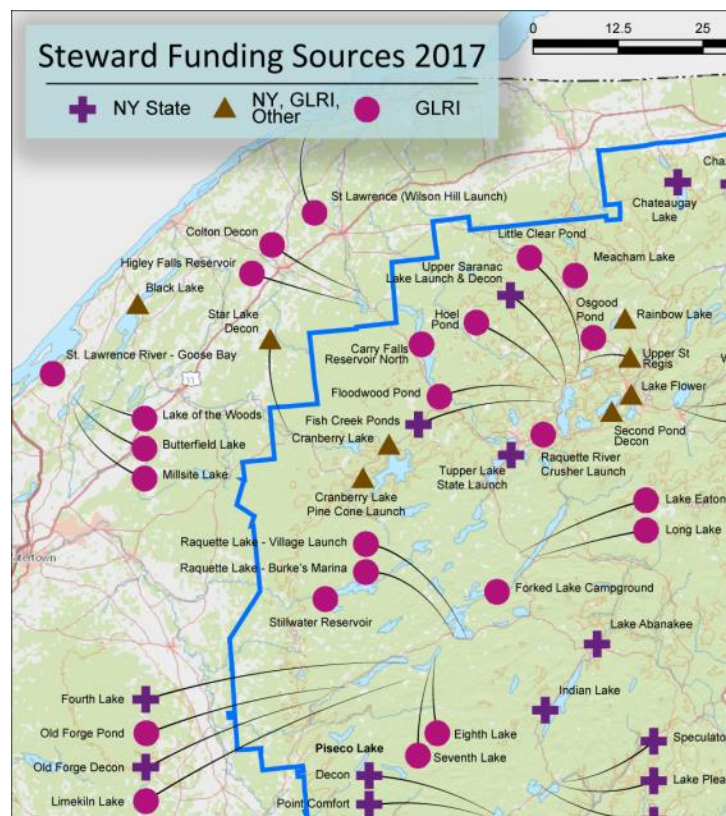 Steward Funding Sources 2017
0 12.5 25
NY State
NY, GLRI,
Other
GLRI
Cha
Chateaugay
Lake
St Lawrence (Wilson Hill Launch)
Colton Decon
Little Clear Pond
Higley Falls Reservoir
Upper Saranac
Lake Launch & Decon
Meacham Lake
Black Lake
Osgood
Pond
Rainbow Lake
Star Lake
Decon
Hoel
Pond
Carry Falls
Reservoir North
Upper St
Regis
St. Lawrence River - Goose Bay
11
Floodwood Pond
Lake Flower
Lake of the Woods
Fish Creek Ponds
Second Pond
Decon
Butterfield Lake
Cranberry Lake
Millsite Lake
Tupper Lake
State Launch
Raquette River
Crusher Launch
Cranberry Lake
Pine Cone Launch
Lake Eaton
Long Lake
tertown
Raquette Lake - Village Launch
Raquette Lake - Burke's Marina
Forked Lake Campground
Stillwater Reservoir
Lake Abanakee
Fourth Lake
Indian Lake
Old Forge Pond
Eighth Lake
Speculato
Piseco Lake
Seventh Lake
Old Forge Decon
Decon
Lake Plea
Limekiln Lake
Point Comfort